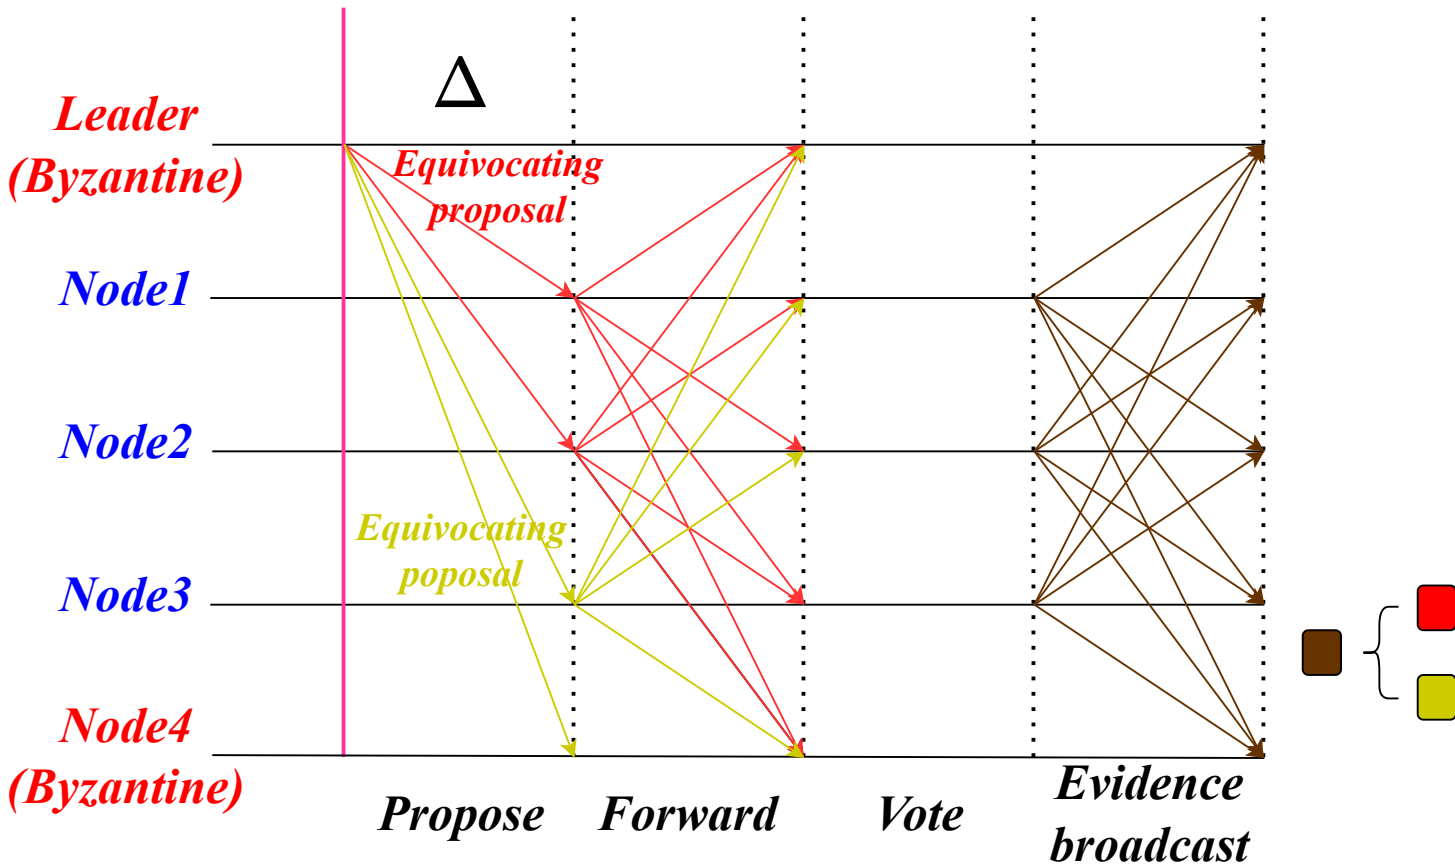 Δ
Leader
(Byzantine)
Equivocating
proposal
Node1
Node2
Equivocating
poposal
Node3
Node4
(Byzantine)
Propose
Forward
Vote
Evidence
broadcast